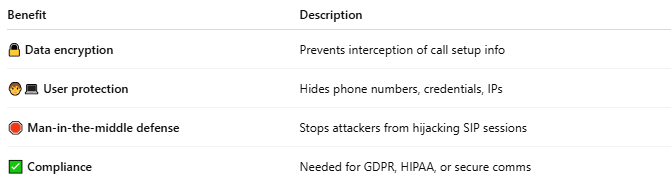 Benefit Description
🔒 Data encryption Prevents interception of call setup info
🧑💻 User protection Hides phone numbers, credentials, IPs
🛑 Man-in-the-middle defense Stops attackers from hijacking SIP sessions
✅ Compliance Needed for GDPR, HIPAA, or secure comms